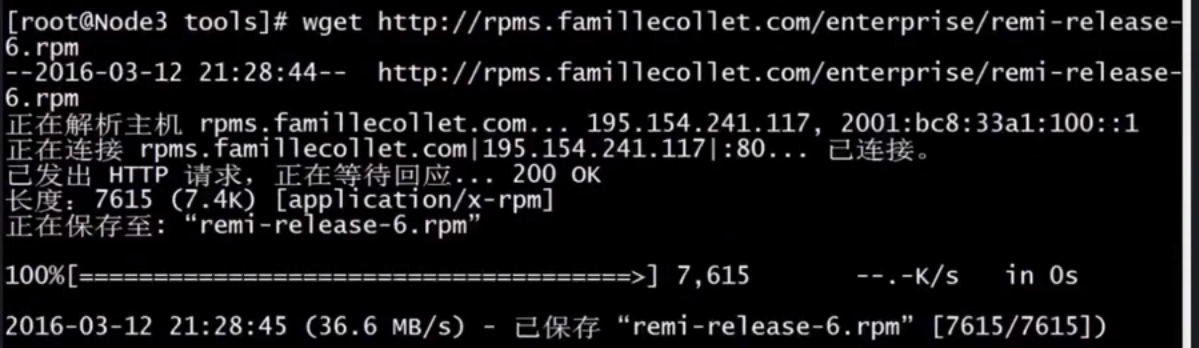 [root@Node3 tools]# wget http://rpms.famillecollet.com/enterprise/remi-release-
6.rpm
--2016-03-12 21:28:44--  http://rpms.famillecollet.com/enterprise/remi-release-
6.rpm
正在解析主机 rpms.famillecollet.com... 195.154.241.117, 2001:bc8:33a1:100::1
正在连接 rpms.famillecollet.com|195.154.241.117|:80... 已连接。
已发出 HTTP 请求，正在等待回应... 200 OK
长度：7615 (7.4K) [application/x-rpm]
正在保存至: “remi-release-6.rpm”
100%[=====================================>] 7,615       --.-K/s   in 0s
2016-03-12 21:28:45 (36.6 MB/s) - 已保存 “remi-release-6.rpm” [7615/7615])